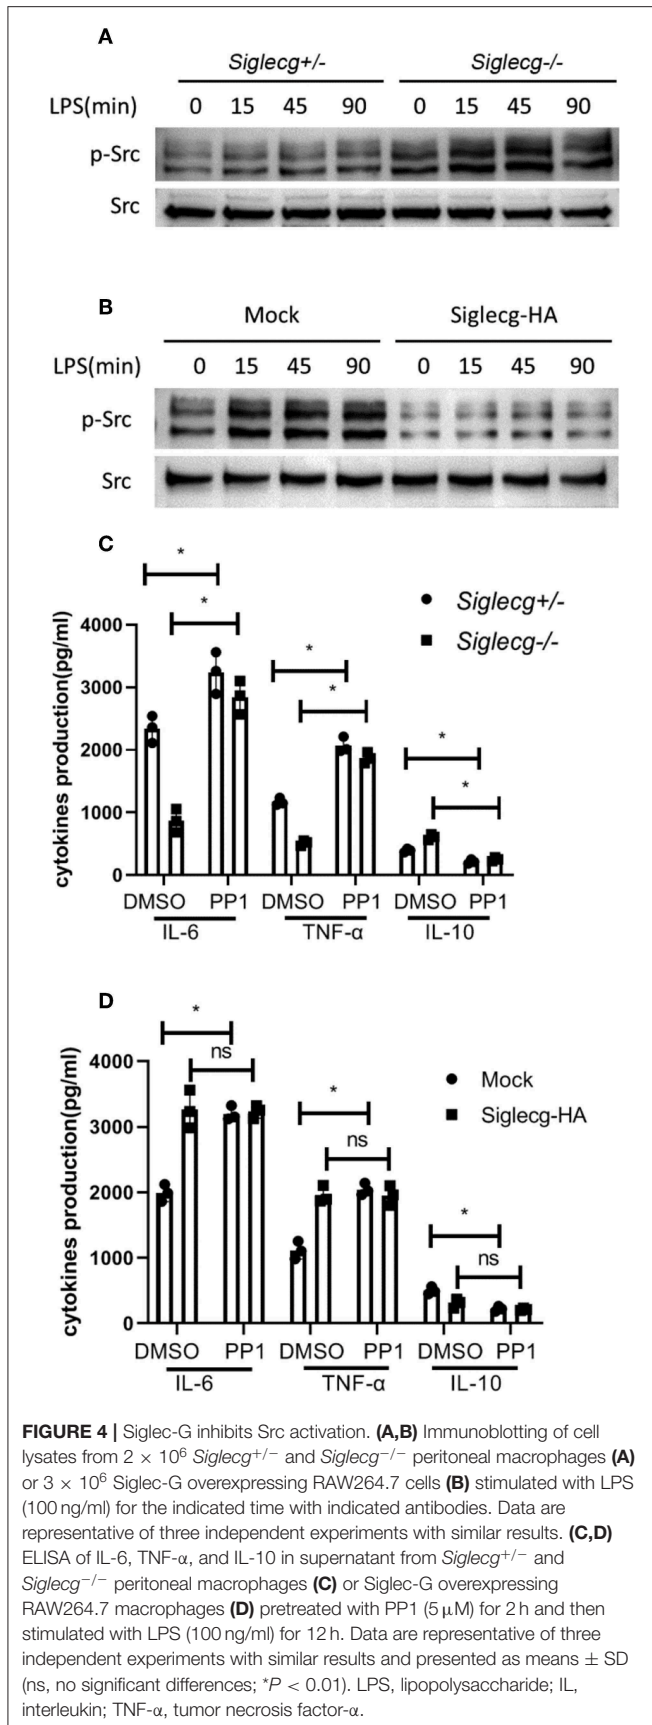 A
Siglecg+/- Siglecg-/-
LPS(min) 0 15 45 90 0 15 45 90
p-Src
Src
B
Mock Siglecg-HA
LPS(min) 0 15 45 90 0 15 45 90
p-Src
Src
C
* * * * * *
Siglecg+/-
Siglecg-/-
cytokines production(pg/ml)
4000
3000
2000
1000
0
DMSO PP1 DMSO PP1 DMSO PP1
IL-6 TNF-α IL-10
D
* ns * ns * ns
Mock
Siglecg-HA
cytokines production(pg/ml)
4000
3000
2000
1000
0
DMSO PP1 DMSO PP1 DMSO PP1
IL-6 TNF-α IL-10
FIGURE 4 | Siglec-G inhibits Src activation. (A,B) Immunoblotting of cell
lysates from 2 × 10⁶ Siglecg⁺/⁻ and Siglecg⁻/⁻ peritoneal macrophages (A)
or 3 × 10⁶ Siglec-G overexpressing RAW264.7 cells (B) stimulated with LPS
(100 ng/ml) for the indicated time with indicated antibodies. Data are
representative of three independent experiments with similar results. (C,D)
ELISA of IL-6, TNF-α, and IL-10 in supernatant from Siglecg⁺/⁻ and
Siglecg⁻/⁻ peritoneal macrophages (C) or Siglec-G overexpressing
RAW264.7 macrophages (D) pretreated with PP1 (5 μM) for 2 h and then
stimulated with LPS (100 ng/ml) for 12 h. Data are representative of three
independent experiments with similar results and presented as means ± SD
(ns, no significant differences; *P < 0.01). LPS, lipopolysaccharide; IL,
interleukin; TNF-α, tumor necrosis factor-α.